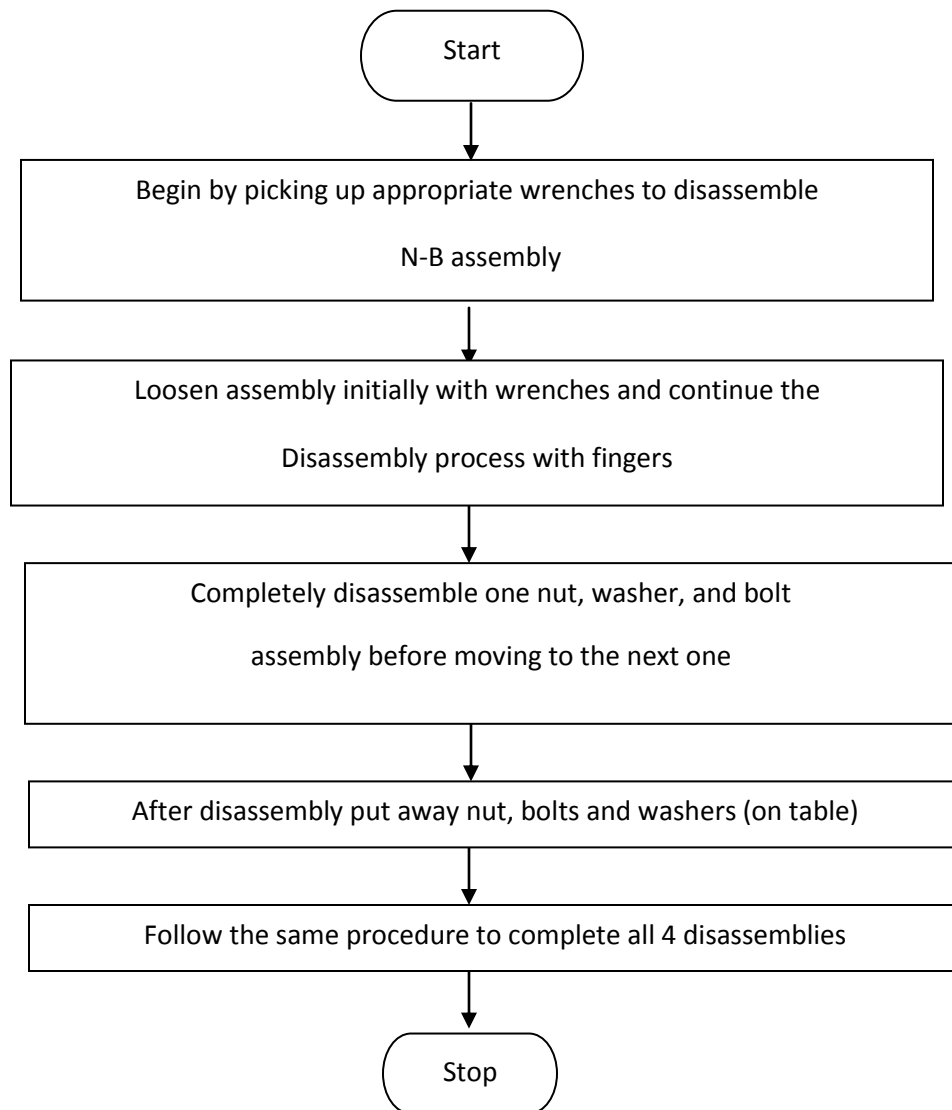 Start
Begin by picking up appropriate wrenches to disassemble
N-B assembly
Loosen assembly initially with wrenches and continue the
Disassembly process with fingers
Completely disassemble one nut, washer, and bolt
assembly before moving to the next one
After disassembly put away nut, bolts and washers (on table)
Follow the same procedure to complete all 4 disassemblies
Stop